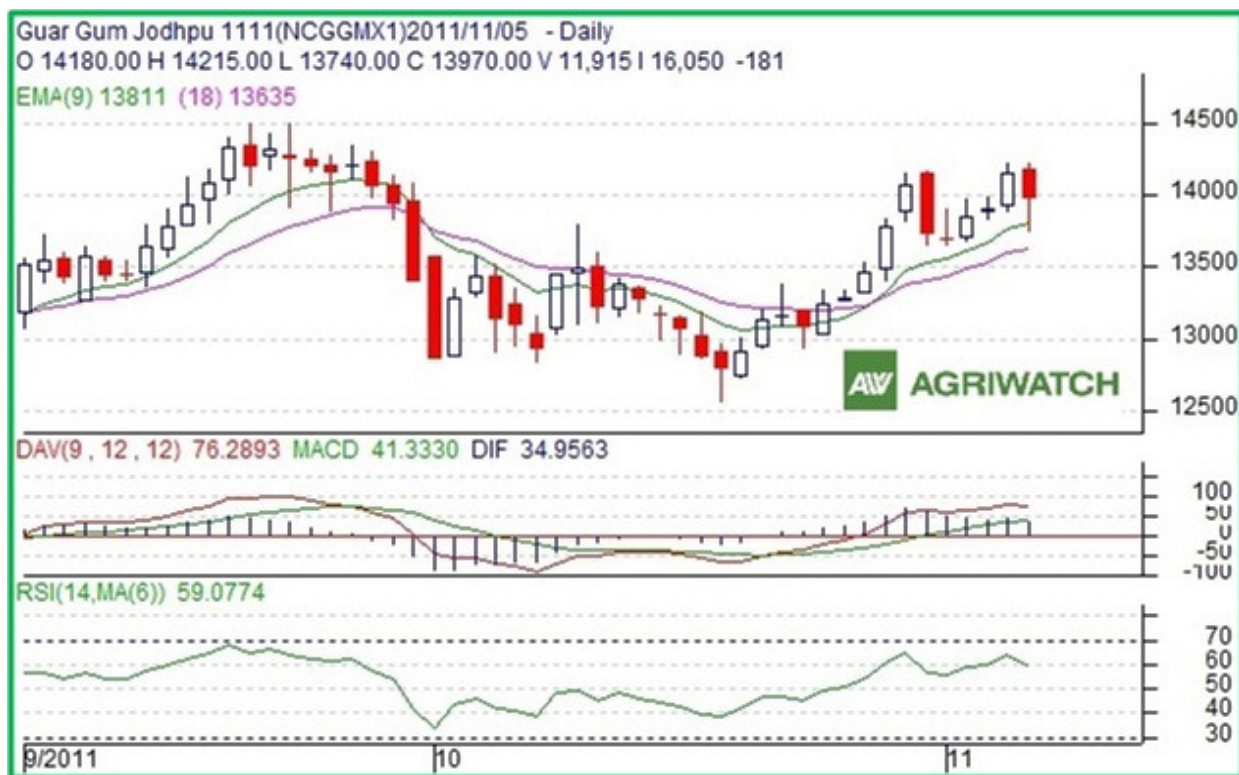 Guar Gum Jodhpu 1111(NCGGMX1)2011/11/05 - Daily
O 14180.00 H 14215.00 L 13740.00 C 13970.00 V 11,915 I 16,050 -181
EMA(9) 13811 (18) 13635
14500
14000
13500
13000
12500
AW AGRIWATCH
DAV(9 , 12 , 12) 76.2893 MACD 41.3330 DIF 34.9563
100
50
0
-50
-100
RSI(14,MA(6)) 59.0774
70
60
50
40
30
9/2011 10 11